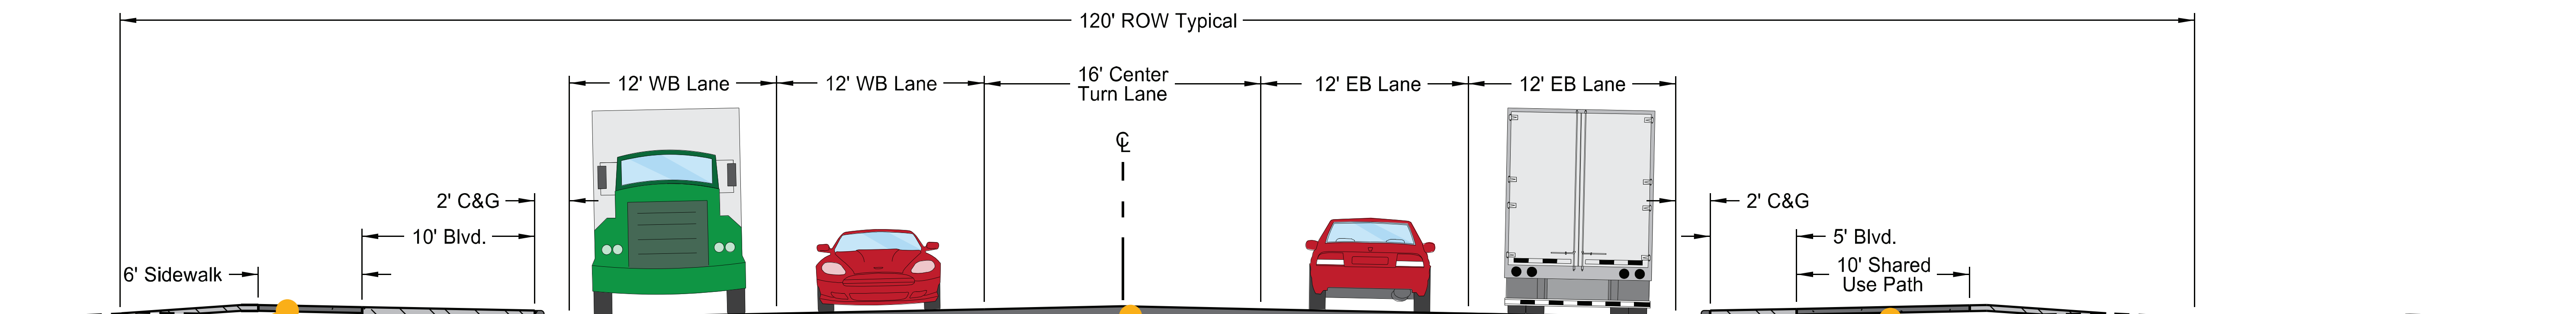 120' ROW Typical
12' WB Lane
12' WB Lane
16' Center
Turn Lane
12' EB Lane
12' EB Lane
℄
2' C&G
10' Blvd.
6' Sidewalk
2' C&G
5' Blvd.
10' Shared
Use Path